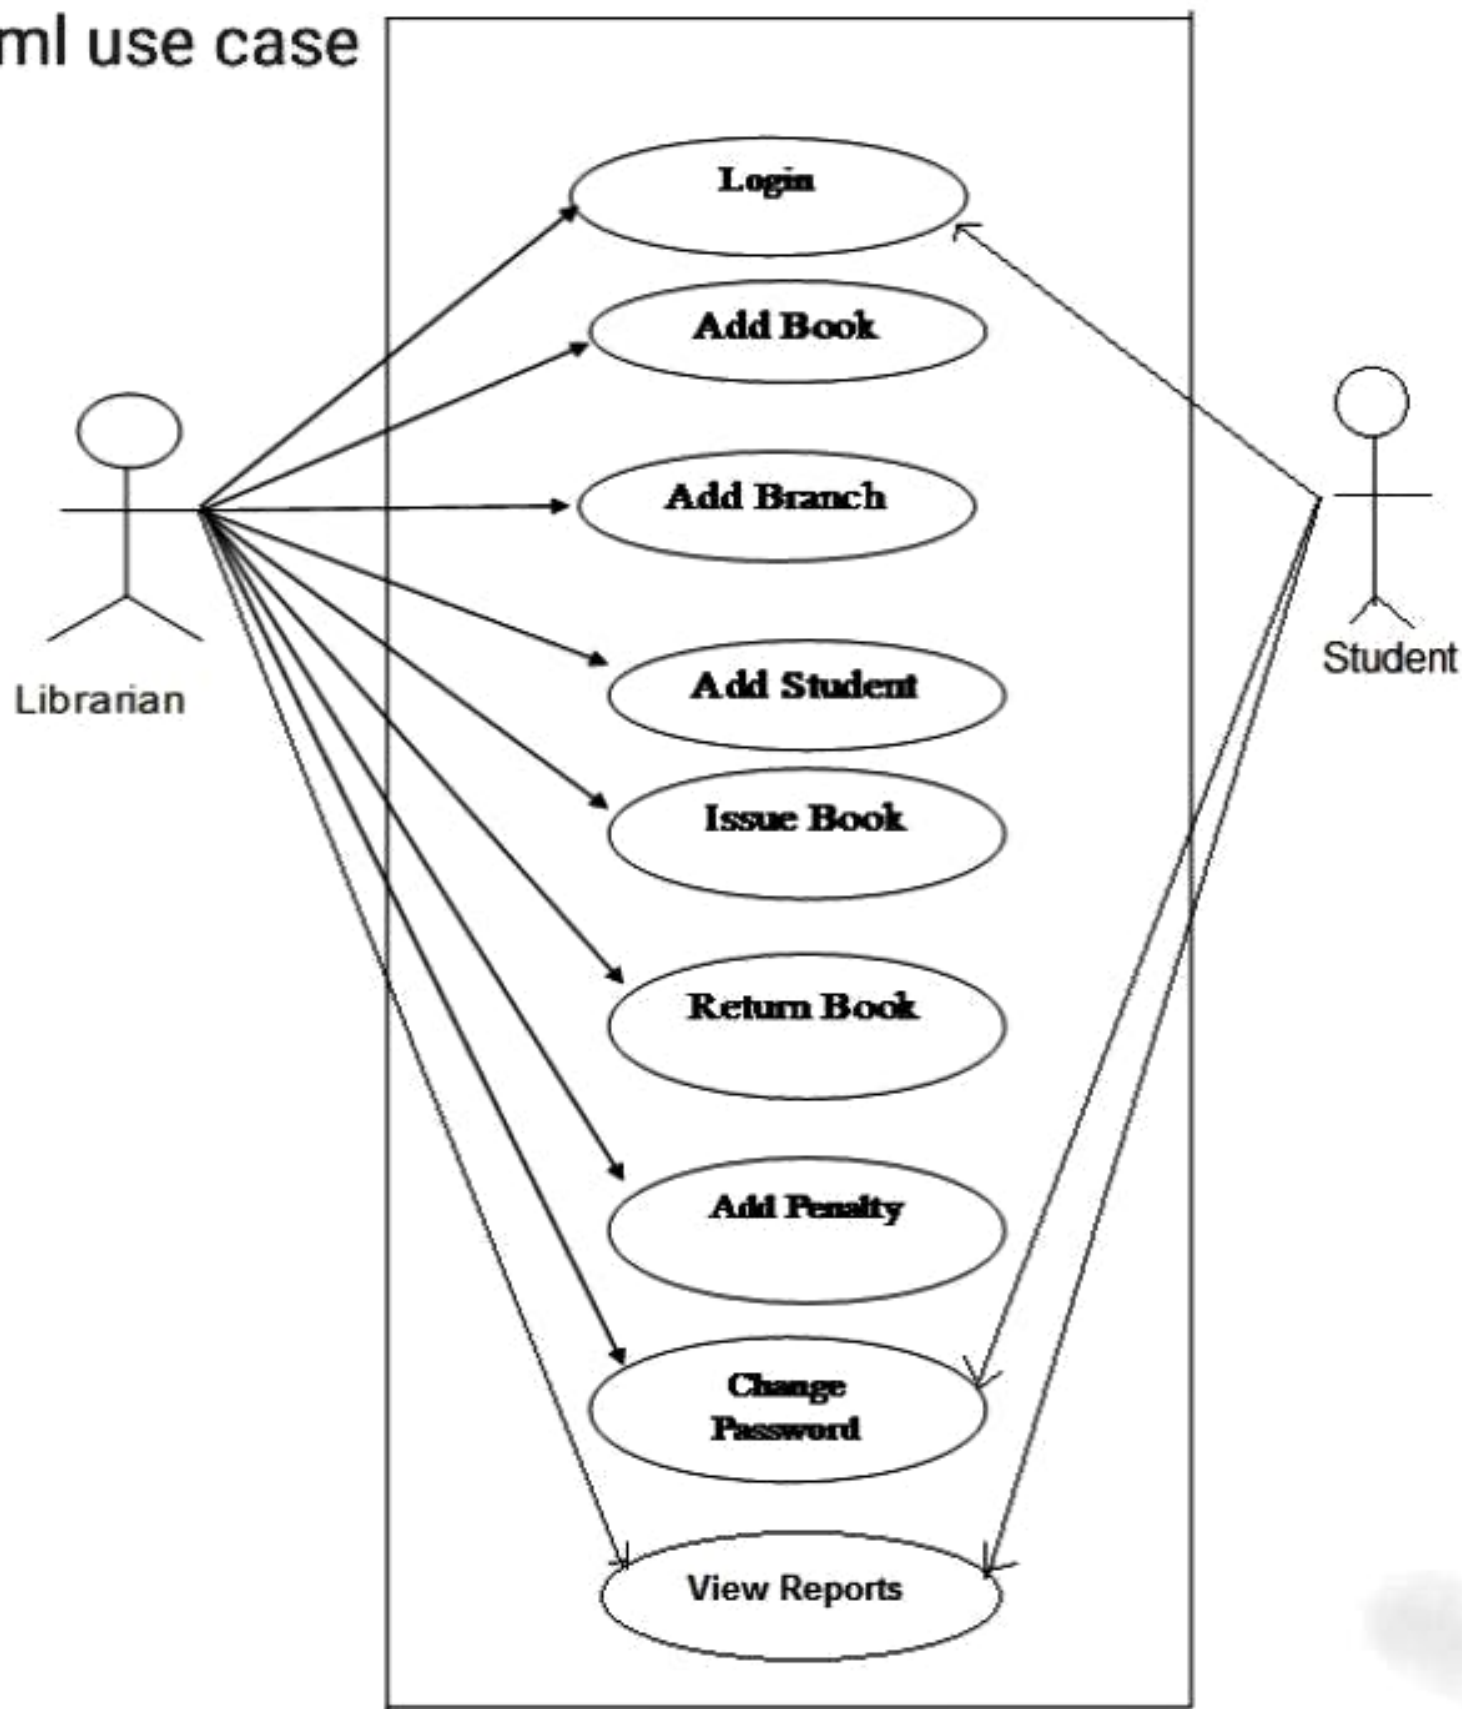 ml use case
Login
Add Book
Add Branch
Add Student
Student
Librarian
Issue Book
Return Book
Add Penalty
Change
Password
View Reports